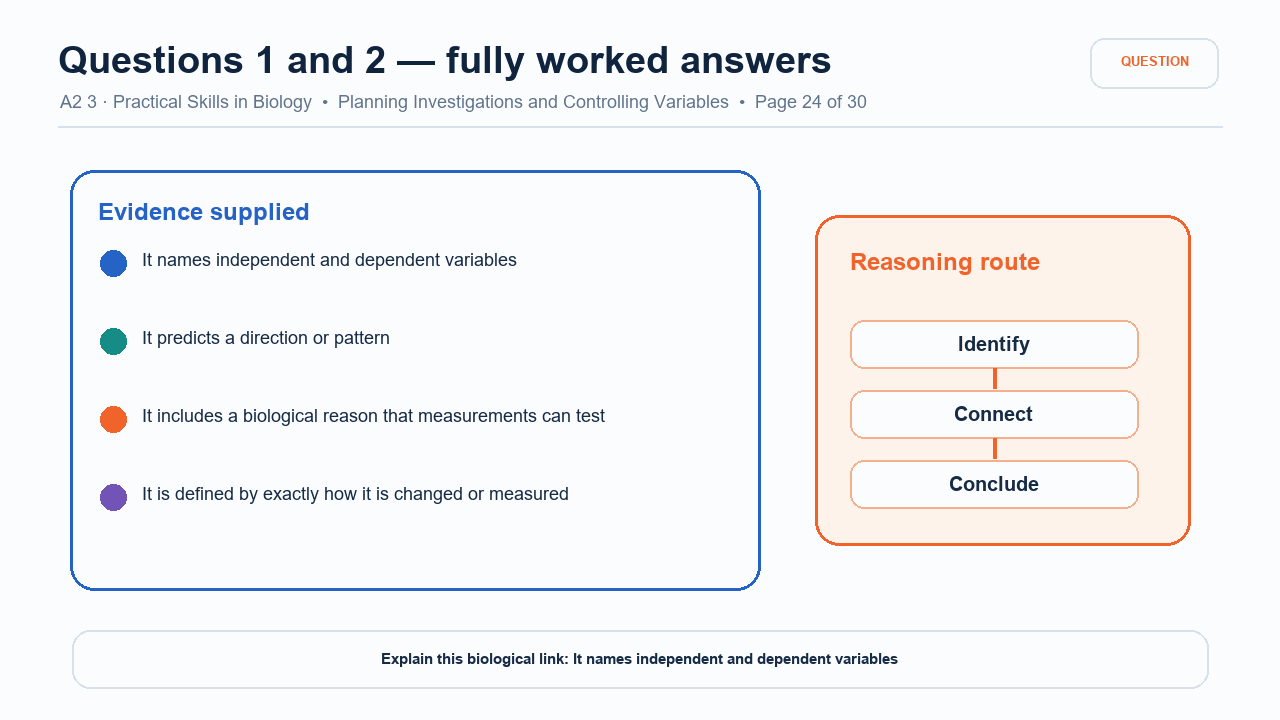 Questions 1 and 2 — fully worked answers
QUESTION
A2 3 · Practical Skills in Biology • Planning Investigations and Controlling Variables • Page 24 of 30
Evidence supplied
It names independent and dependent variables
It predicts a direction or pattern
It includes a biological reason that measurements can test
It is defined by exactly how it is changed or measured
Reasoning route
Identify
Connect
Conclude
Explain this biological link: It names independent and dependent variables